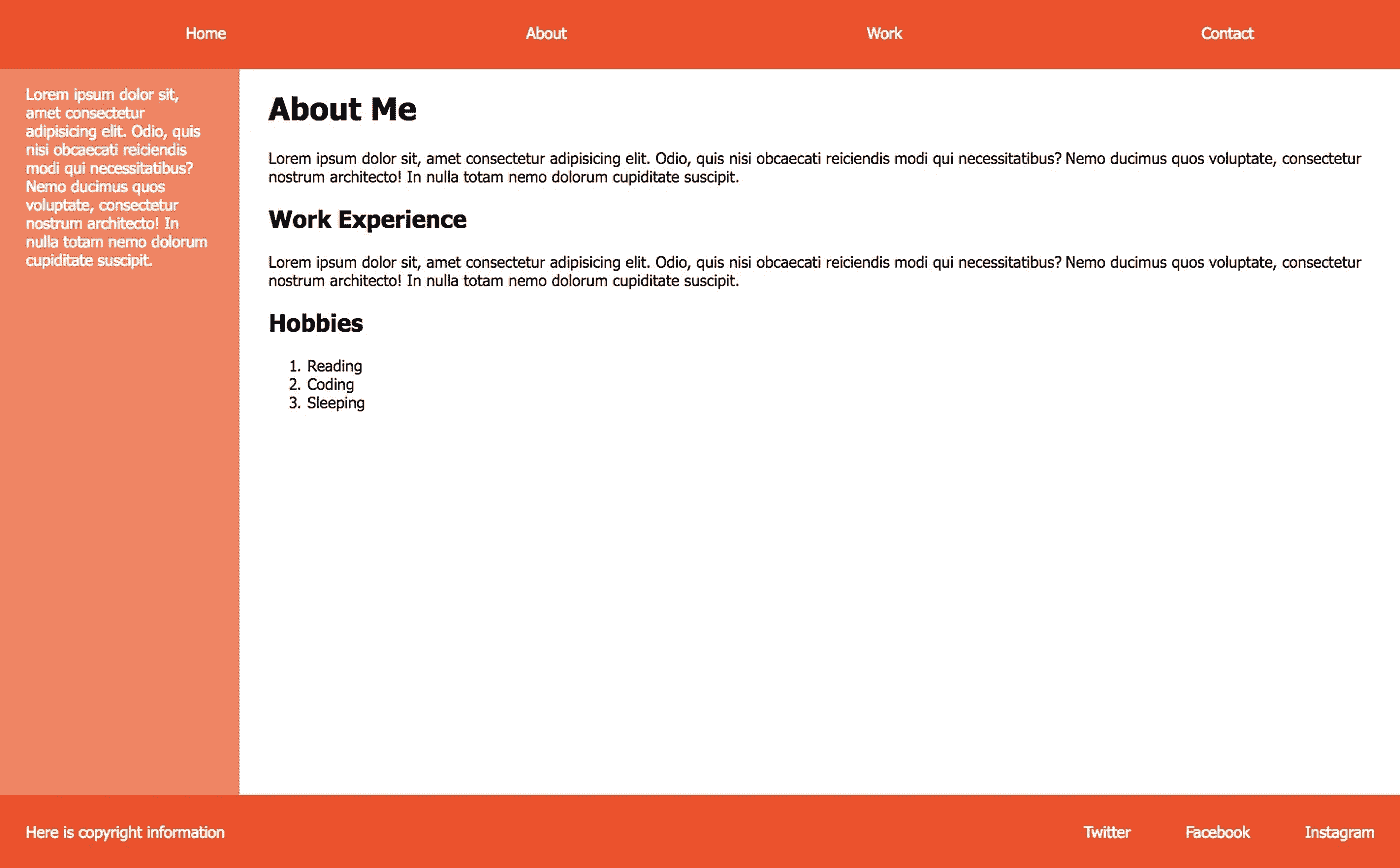 Home About Work Contact
Lorem ipsum dolor sit,
amet consectetur
adipisicing elit. Odio, quis
nisi obcaecati reiciendis
modi qui necessitatibus?
Nemo ducimus quos
voluptate, consectetur
nostrum architecto! In
nulla totam nemo dolorum
cupiditate suscipit.
About Me
Lorem ipsum dolor sit, amet consectetur adipisicing elit. Odio, quis nisi obcaecati reiciendis modi qui necessitatibus? Nemo ducimus quos voluptate, consectetur
nostrum architecto! In nulla totam nemo dolorum cupiditate suscipit.
Work Experience
Lorem ipsum dolor sit, amet consectetur adipisicing elit. Odio, quis nisi obcaecati reiciendis modi qui necessitatibus? Nemo ducimus quos voluptate, consectetur
nostrum architecto! In nulla totam nemo dolorum cupiditate suscipit.
Hobbies
1. Reading
2. Coding
3. Sleeping
Here is copyright information Twitter Facebook Instagram